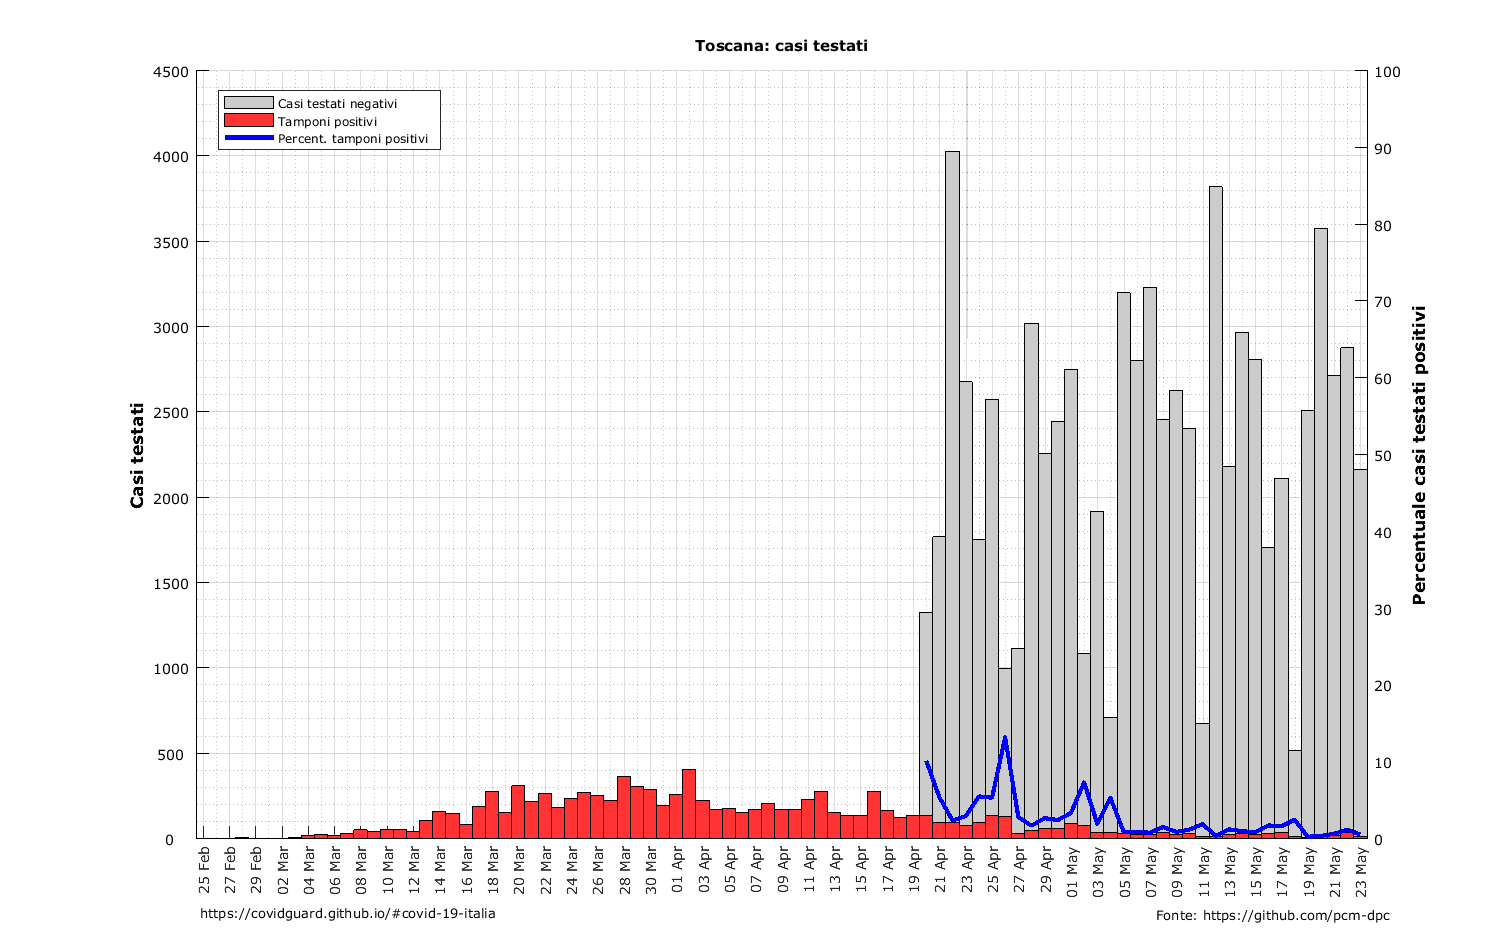 Toscana: casi testati
Casi testati negativi
Tamponi positivi
Percent. tamponi positivi
Casi testati
4500
4000
3500
3000
2500
2000
1500
1000
500
0
Percentuale casi testati positivi
100
90
80
70
60
50
40
30
20
10
0
25 Feb
27 Feb
29 Feb
02 Mar
04 Mar
06 Mar
08 Mar
10 Mar
12 Mar
14 Mar
16 Mar
18 Mar
20 Mar
22 Mar
24 Mar
26 Mar
28 Mar
30 Mar
01 Apr
03 Apr
05 Apr
07 Apr
09 Apr
11 Apr
13 Apr
15 Apr
17 Apr
19 Apr
21 Apr
23 Apr
25 Apr
27 Apr
29 Apr
01 May
03 May
05 May
07 May
09 May
11 May
13 May
15 May
17 May
19 May
21 May
23 May
https://covidguard.github.io/#covid-19-italia
Fonte: https://github.com/pcm-dpc